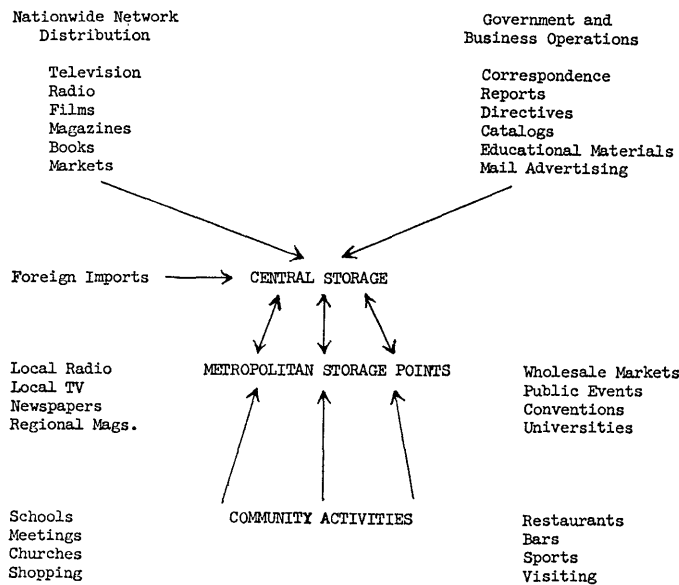 Nationwide Network
Distribution
Television
Radio
Films
Magazines
Books
Markets
Government and
Business Operations
Correspondence
Reports
Directives
Catalogs
Educational Materials
Mail Advertising
Foreign Imports
CENTRAL STORAGE
Local Radio
Local TV
Newspapers
Regional Mags.
METROPOLITAN STORAGE POINTS
Wholesale Markets
Public Events
Conventions
Universities
Schools
Meetings
Churches
Shopping
COMMUNITY ACTIVITIES
Restaurants
Bars
Sports
Visiting